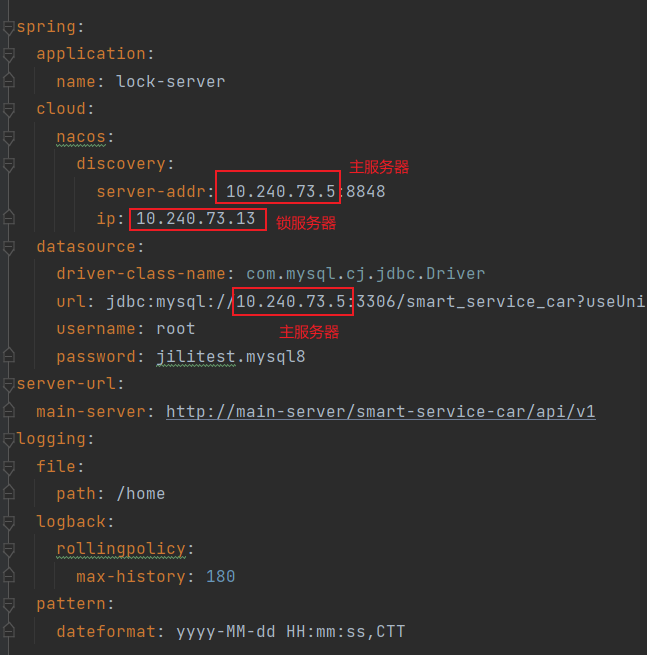 spring:
application:
name: lock-server
cloud:
nacos:
discovery:
主服务器
server-addr: 10.240.73.5:8848
ip: 10.240.73.13 锁服务器
datasource:
driver-class-name: com.mysql.cj.jdbc.Driver
url: jdbc:mysql://10.240.73.5:3306/smart_service_car?useUni
username: root 主服务器
password: jilitest.mysql8
server-url:
main-server: http://main-server/smart-service-car/api/v1
logging:
file:
path: /home
logback:
rollingpolicy:
max-history: 180
pattern:
dateformat: yyyy-MM-dd HH:mm:ss,CTT